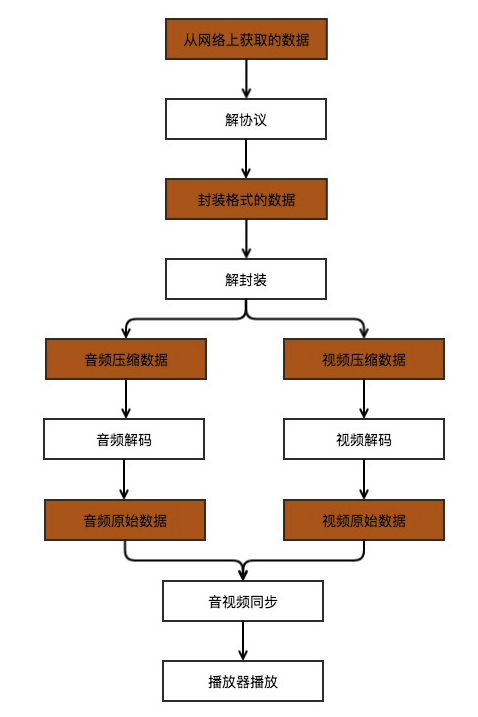 从网络上获取的数据
解协议
封装格式的数据
解封装
音频压缩数据
视频压缩数据
音频解码
视频解码
音频原始数据
视频原始数据
音视频同步
播放器播放